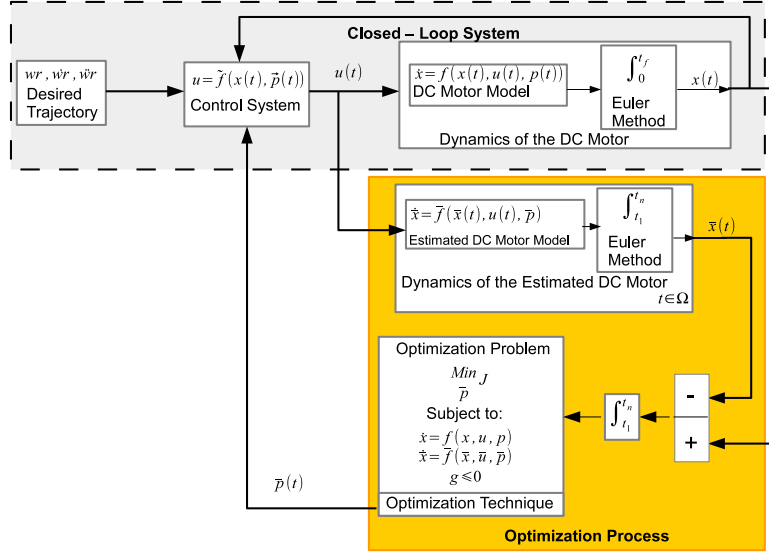 Closed – Loop System
wr , ẇr , ẅr
Desired
Trajectory
u = f̃ (x(t), p⃗(t))
Control System
u(t)
ẋ = f (x(t), u(t), p(t))
DC Motor Model
∫₀^{t_f}
Euler
Method
x(t)
Dynamics of the DC Motor
x̄̇ = f̄ (x̄(t), u(t), p̄)
Estimated DC Motor Model
∫_{t₁}^{t_n}
Euler
Method
x̄(t)
Dynamics of the Estimated DC Motor
t∈Ω
Optimization Problem
Min J
p̄
Subject to:
ẋ = f (x, u, p)
x̄̇ = f̄ (x̄, ū, p̄)
g ⩽ 0
Optimization Technique
∫_{t₁}^{t_n}
-
+
p̄(t)
Optimization Process